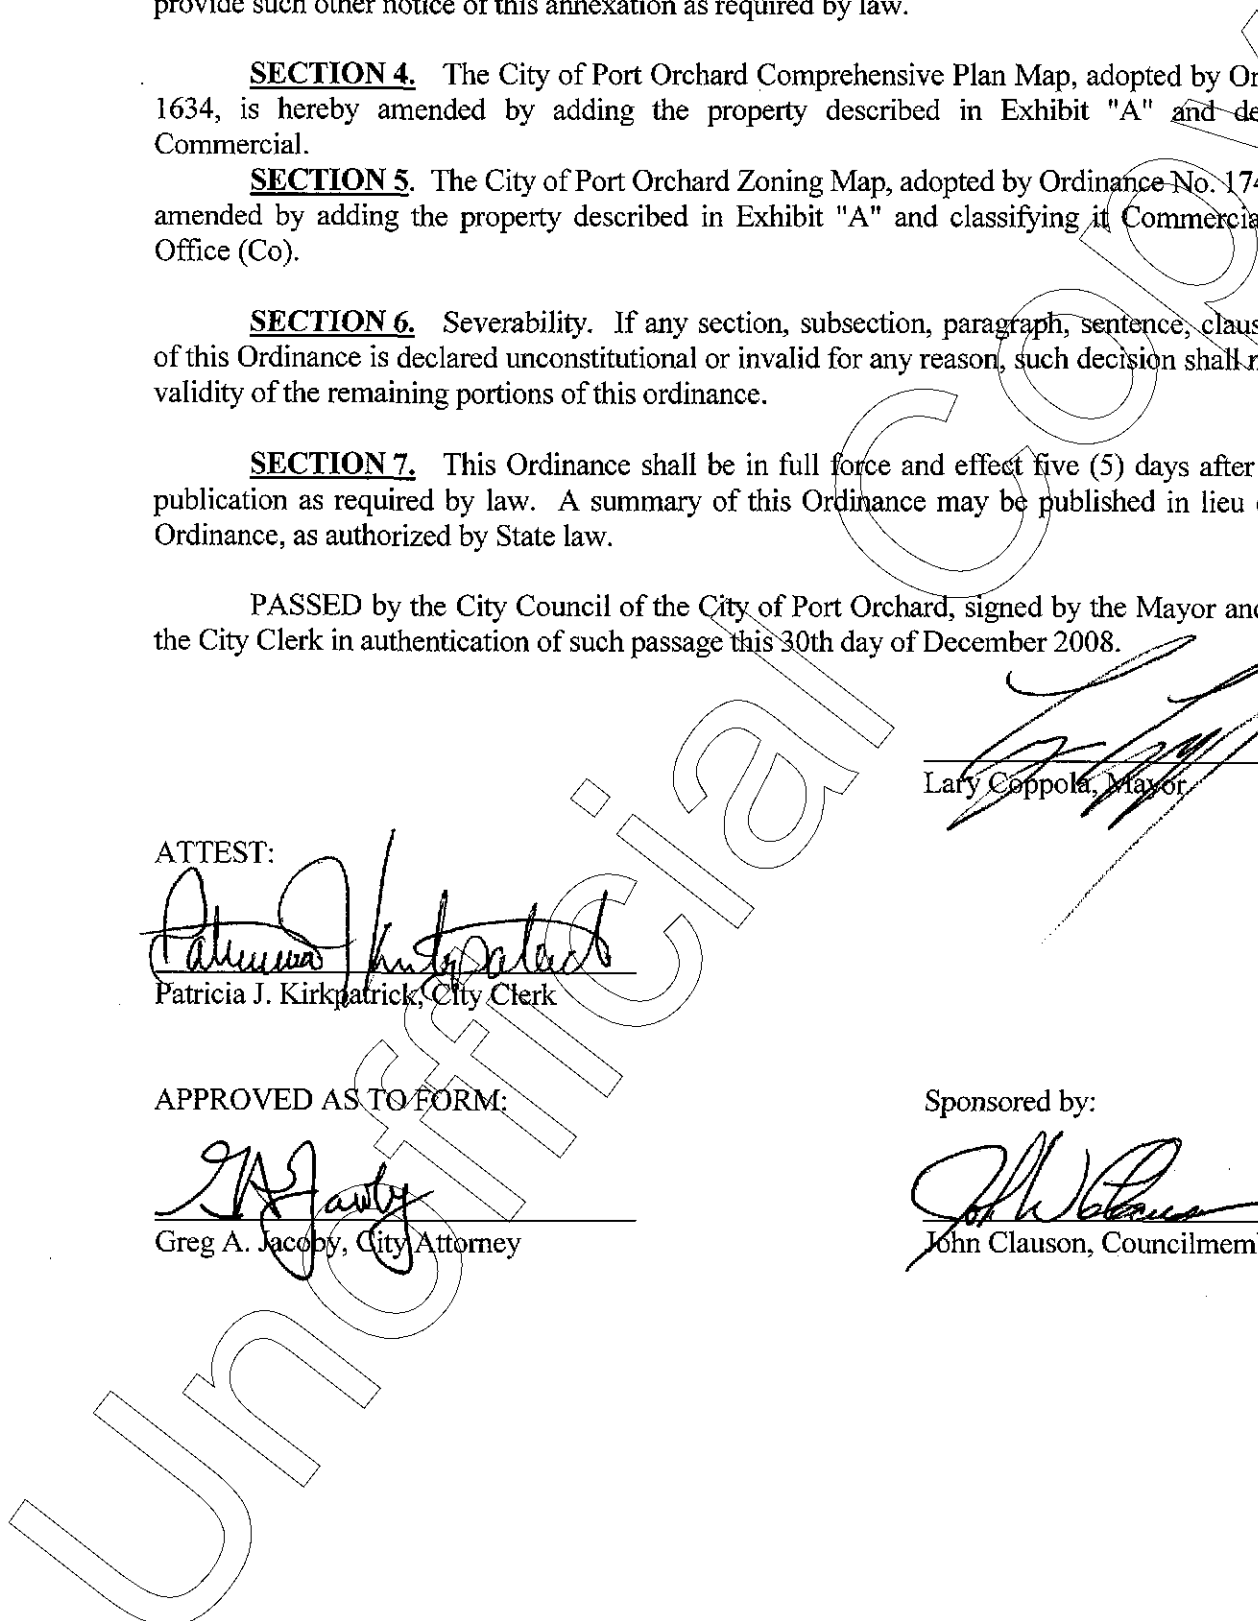 provide such other notice of this annexation as required by law.
SECTION 4. The City of Port Orchard Comprehensive Plan Map, adopted by Or
1634, is hereby amended by adding the property described in Exhibit "A" and de
Commercial.
SECTION 5. The City of Port Orchard Zoning Map, adopted by Ordinance No. 174
amended by adding the property described in Exhibit "A" and classifying it Commercia
Office (Co).
SECTION 6. Severability. If any section, subsection, paragraph, sentence, claus
of this Ordinance is declared unconstitutional or invalid for any reason, such decision shall n
validity of the remaining portions of this ordinance.
SECTION 7. This Ordinance shall be in full force and effect five (5) days after
publication as required by law. A summary of this Ordinance may be published in lieu
Ordinance, as authorized by State law.
PASSED by the City Council of the City of Port Orchard, signed by the Mayor and
the City Clerk in authentication of such passage this 30th day of December 2008.
Lary Coppola, Mayor
ATTEST:
Patricia J. Kirkpatrick
Patricia J. Kirkpatrick, City Clerk
APPROVED AS TO FORM:
Sponsored by:
GA Jacoby
John W Clauson
Greg A. Jacoby, City Attorney
John Clauson, Councilmem
Unofficial Cop